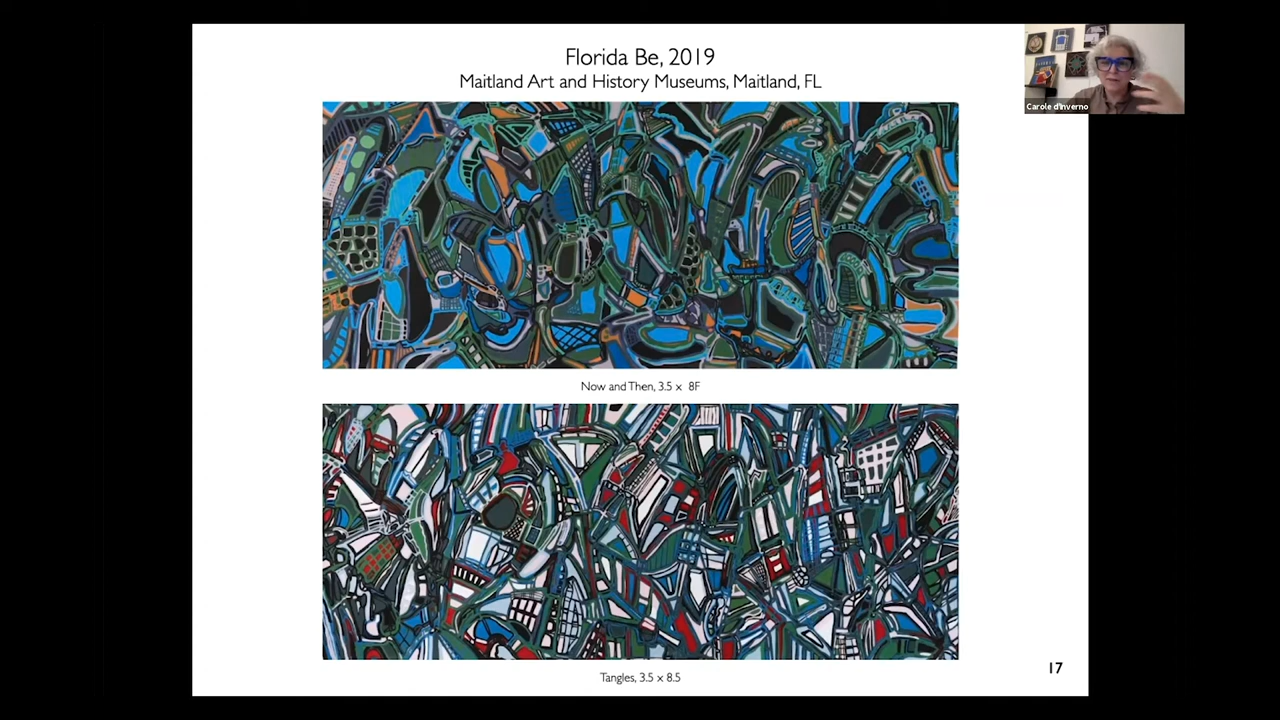 Florida Be, 2019
Maitland Art and History Museums, Maitland, FL
Carole d'Inverno
Now and Then, 3.5 x 8F
Tangles, 3.5 x 8.5
17